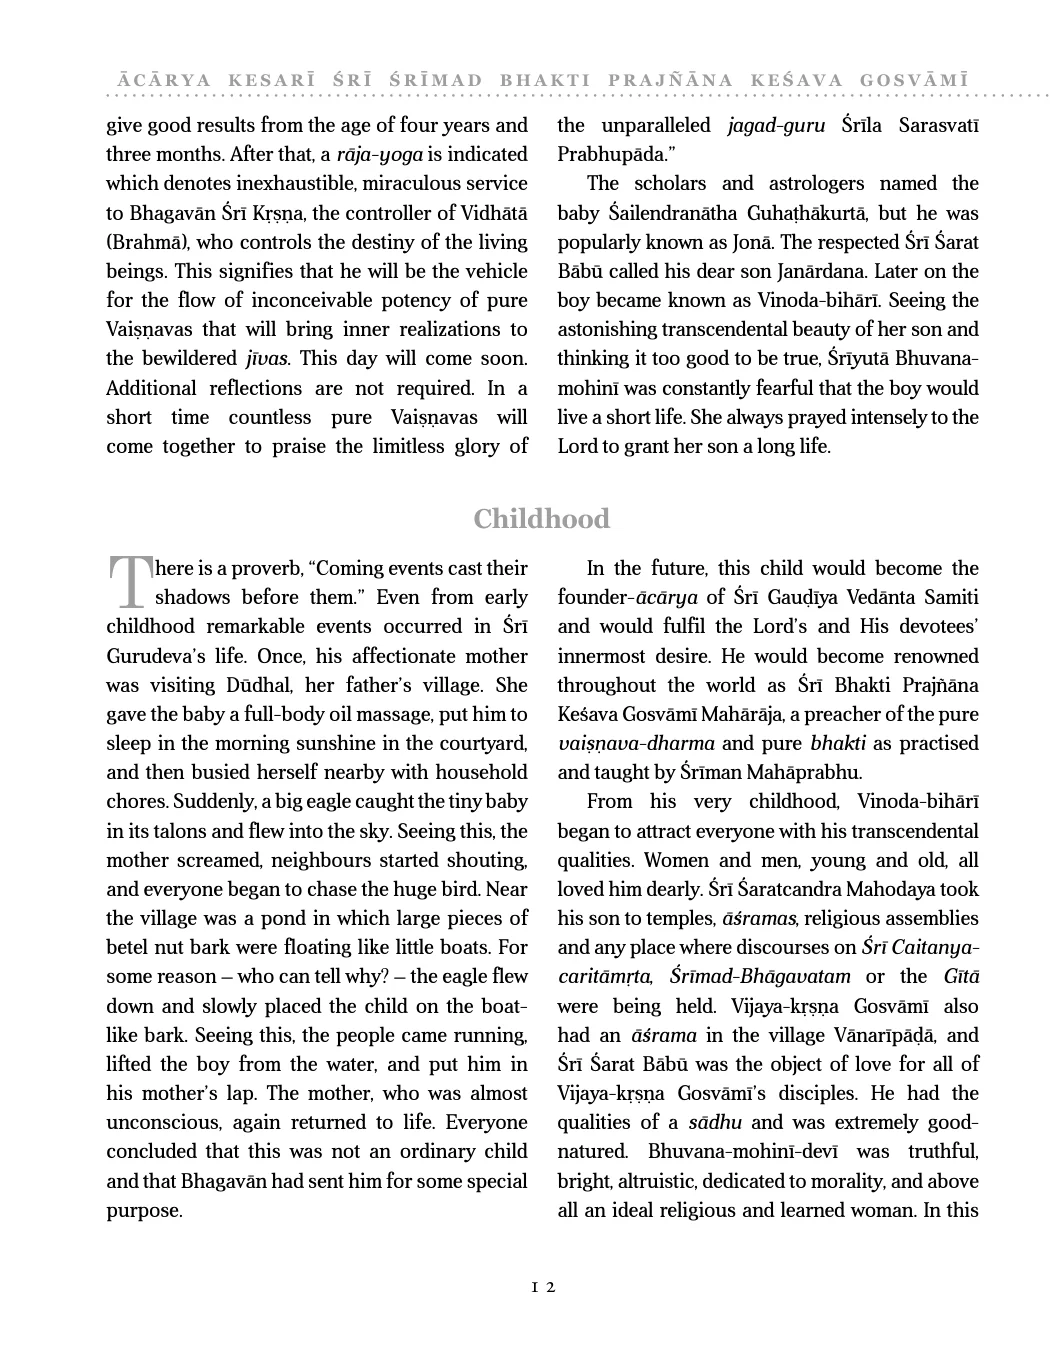 ĀCĀRYA KESARĪ ŚRĪ ŚRĪMAD BHAKTI PRAJÑĀNA KEŚAVA GOSVĀMĪ
give good results from the age of four years and
three months. After that, a rāja-yoga is indicated
which denotes inexhaustible, miraculous service
to Bhagavān Śrī Kṛṣṇa, the controller of Vidhātā
(Brahmā), who controls the destiny of the living
beings. This signifies that he will be the vehicle
for the flow of inconceivable potency of pure
Vaiṣṇavas that will bring inner realizations to
the bewildered jīvas. This day will come soon.
Additional reflections are not required. In a
short time countless pure Vaiṣṇavas will
come together to praise the limitless glory of
the unparalleled jagad-guru Śrīla Sarasvatī
Prabhupāda.”
The scholars and astrologers named the
baby Śailendranātha Guhaṭhākurtā, but he was
popularly known as Jonā. The respected Śrī Śarat
Bābū called his dear son Janārdana. Later on the
boy became known as Vinoda-bihārī. Seeing the
astonishing transcendental beauty of her son and
thinking it too good to be true, Śrīyutā Bhuvana-
mohinī was constantly fearful that the boy would
live a short life. She always prayed intensely to the
Lord to grant her son a long life.
Childhood
There is a proverb, “Coming events cast their
shadows before them.” Even from early
childhood remarkable events occurred in Śrī
Gurudeva’s life. Once, his affectionate mother
was visiting Dūdhal, her father’s village. She
gave the baby a full-body oil massage, put him to
sleep in the morning sunshine in the courtyard,
and then busied herself nearby with household
chores. Suddenly, a big eagle caught the tiny baby
in its talons and flew into the sky. Seeing this, the
mother screamed, neighbours started shouting,
and everyone began to chase the huge bird. Near
the village was a pond in which large pieces of
betel nut bark were floating like little boats. For
some reason – who can tell why? – the eagle flew
down and slowly placed the child on the boat-
like bark. Seeing this, the people came running,
lifted the boy from the water, and put him in
his mother’s lap. The mother, who was almost
unconscious, again returned to life. Everyone
concluded that this was not an ordinary child
and that Bhagavān had sent him for some special
purpose.
In the future, this child would become the
founder-ācārya of Śrī Gauḍīya Vedānta Samiti
and would fulfil the Lord’s and His devotees’
innermost desire. He would become renowned
throughout the world as Śrī Bhakti Prajñāna
Keśava Gosvāmī Mahārāja, a preacher of the pure
vaiṣṇava-dharma and pure bhakti as practised
and taught by Śrīman Mahāprabhu.
From his very childhood, Vinoda-bihārī
began to attract everyone with his transcendental
qualities. Women and men, young and old, all
loved him dearly. Śrī Śaratcandra Mahodaya took
his son to temples, āśramas, religious assemblies
and any place where discourses on Śrī Caitanya-
caritāmṛta, Śrīmad-Bhāgavatam or the Gītā
were being held. Vijaya-kṛṣṇa Gosvāmī also
had an āśrama in the village Vānarīpāḍā, and
Śrī Śarat Bābū was the object of love for all of
Vijaya-kṛṣṇa Gosvāmī’s disciples. He had the
qualities of a sādhu and was extremely good-
natured. Bhuvana-mohinī-devī was truthful,
bright, altruistic, dedicated to morality, and above
all an ideal religious and learned woman. In this
12